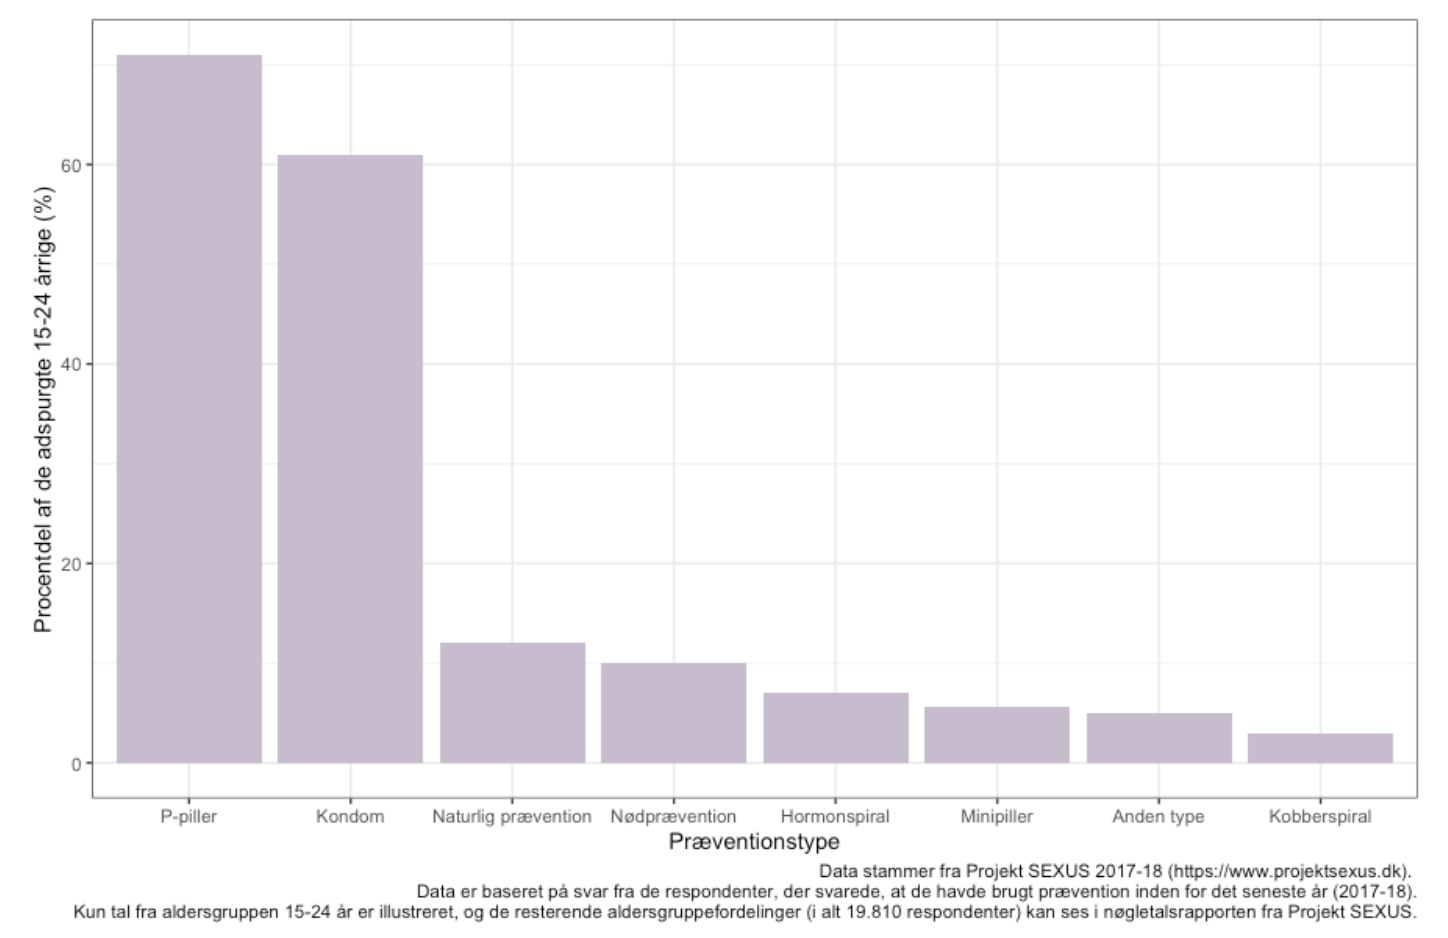 Procentdel af de adspurgte 15-24 årrige (%)
60
40
20
0
P-piller
Kondom
Naturlig prævention
Nødprævention
Hormonspiral
Minipiller
Anden type
Kobberspiral
Præventionstype
Data stammer fra Projekt SEXUS 2017-18 (https://www.projektsexus.dk).
Data er baseret på svar fra de respondenter, der svarede, at de havde brugt prævention inden for det seneste år (2017-18).
Kun tal fra aldersgruppen 15-24 år er illustreret, og de resterende aldersgruppefordelinger (i alt 19.810 respondenter) kan ses i nøgletalsrapporten fra Projekt SEXUS.